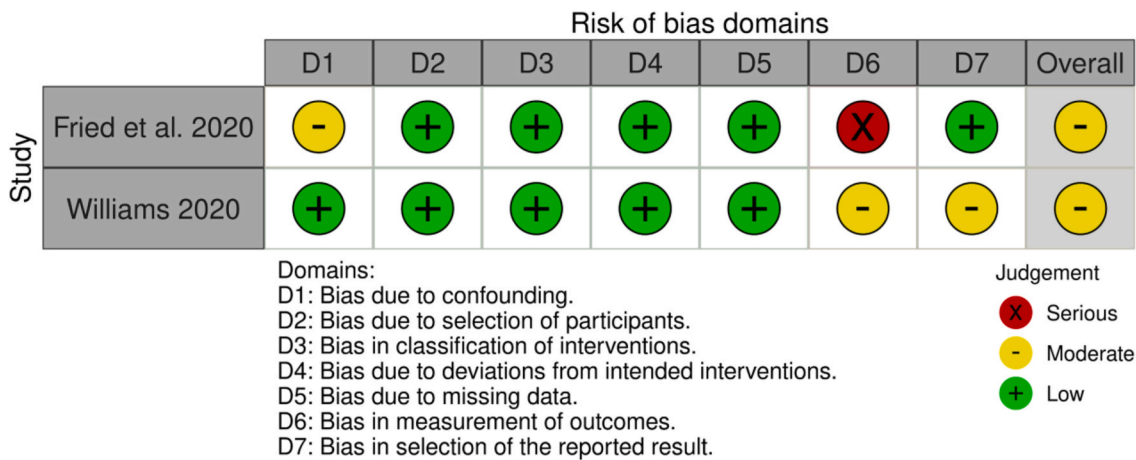 Risk of bias domains
D1 D2 D3 D4 D5 D6 D7 Overall
Study
Fried et al. 2020 - + + + + X + -
Williams 2020 + + + + + - - -
Domains:
D1: Bias due to confounding.
D2: Bias due to selection of participants.
D3: Bias in classification of interventions.
D4: Bias due to deviations from intended interventions.
D5: Bias due to missing data.
D6: Bias in measurement of outcomes.
D7: Bias in selection of the reported result.
Judgement
X Serious
- Moderate
+ Low